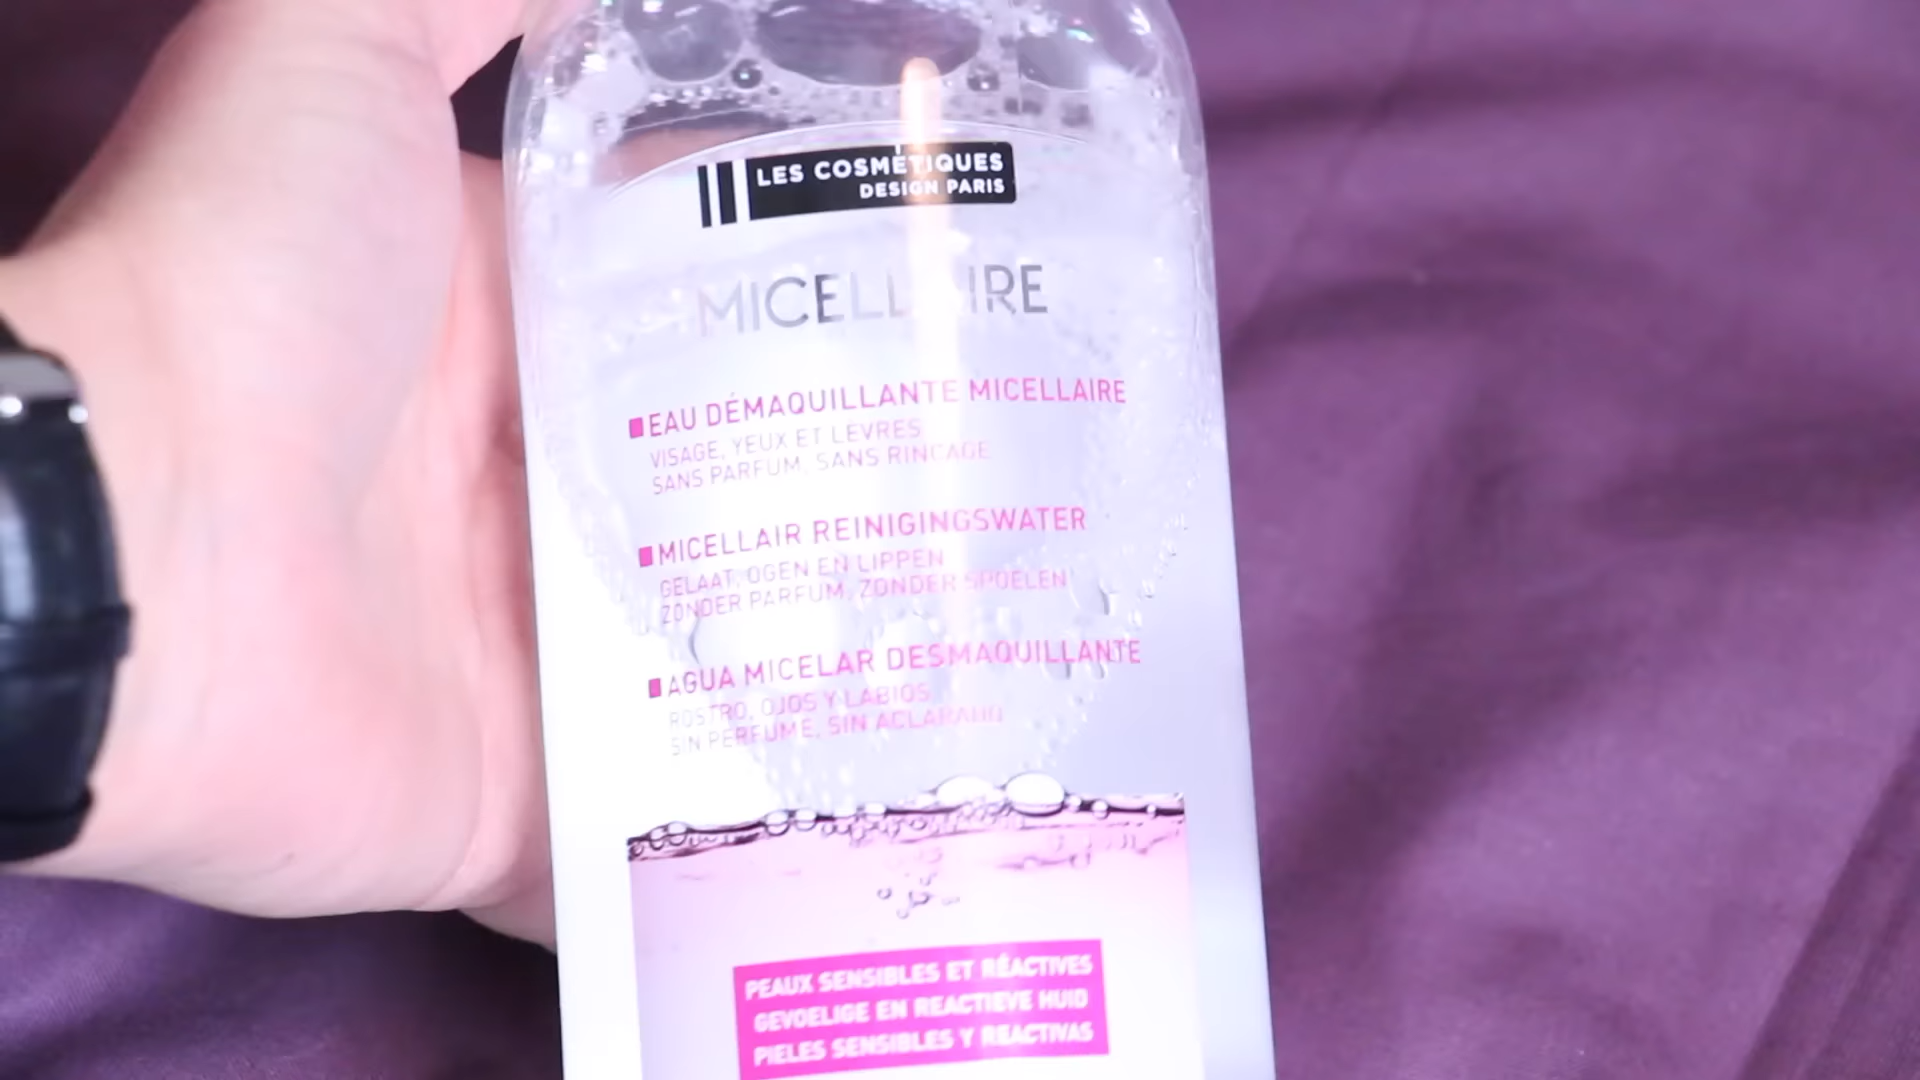 LES COSMÉTIQUES
DESIGN PARIS
MICELLAIRE
EAU DÉMAQUILLANTE MICELLAIRE
VISAGE, YEUX ET LÈVRES
SANS PARFUM, SANS RINÇAGE
MICELLAIR REINIGINGSWATER
GELAAT, OGEN EN LIPPEN
ZONDER PARFUM, ZONDER SPOELEN
AGUA MICELAR DESMAQUILLANTE
ROSTRO, OJOS Y LABIOS
SIN PERFUME, SIN ACLARADO
PEAUX SENSIBLES ET RÉACTIVES
GEVOELIGE EN REACTIEVE HUID
PIELES SENSIBLES Y REACTIVAS